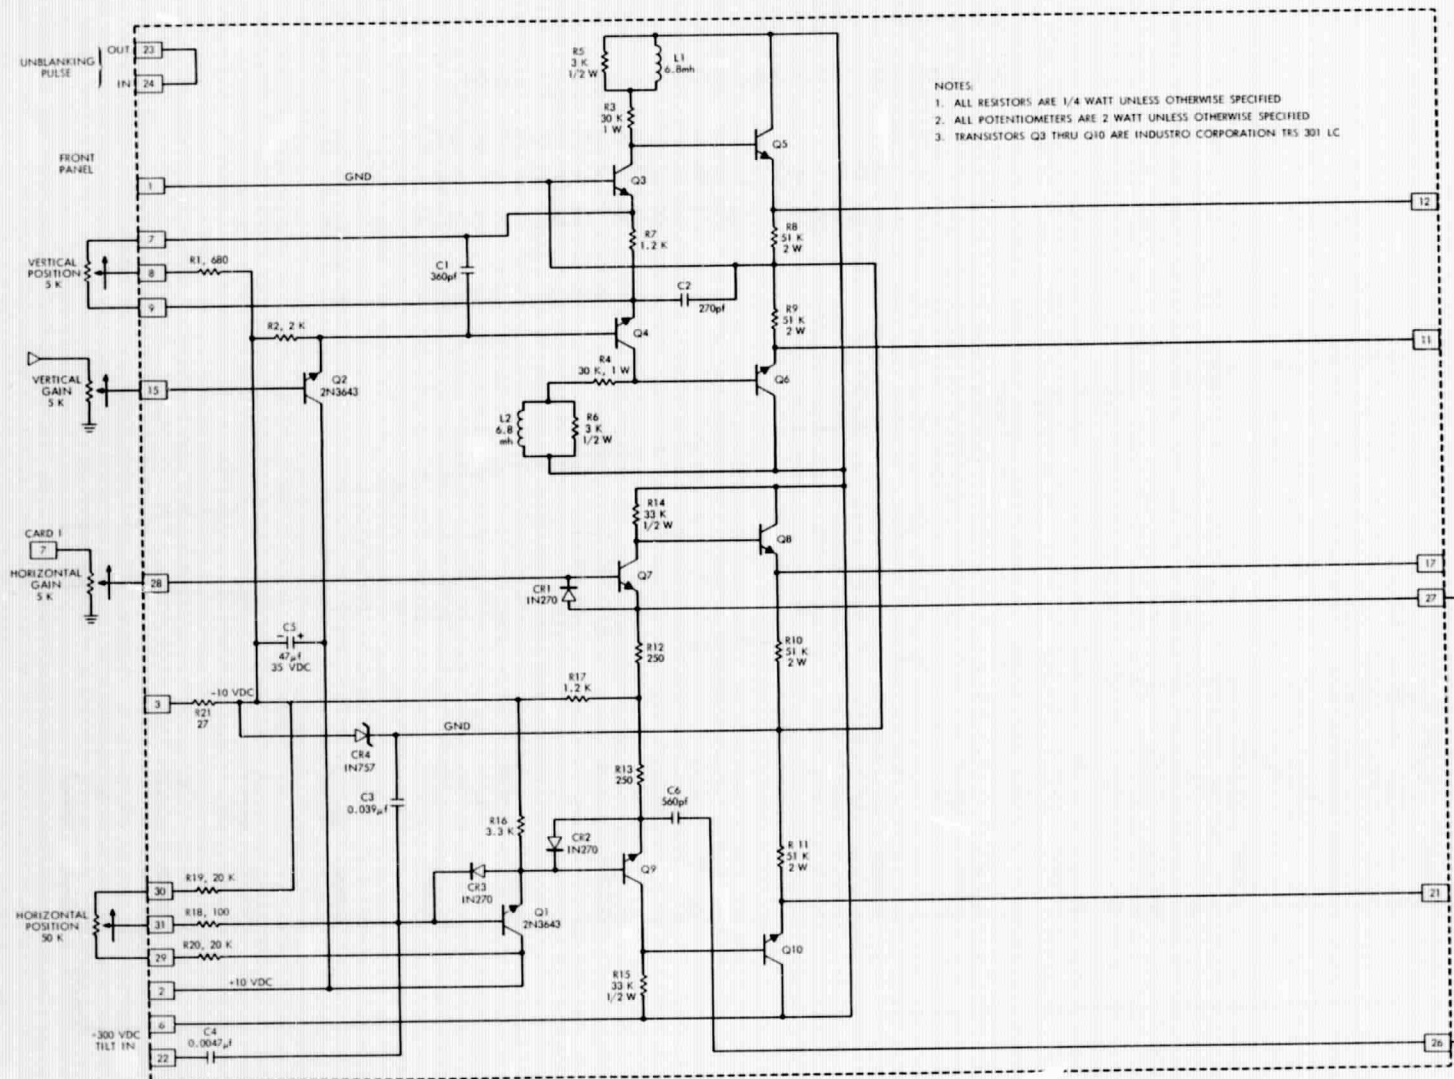 UNBLANKING
PULSE
OUT
23
IN
24
R5
3 K
1/2 W
L1
6.8mh
R3
30 K
1 W
Q5
NOTES:
1. ALL RESISTORS ARE 1/4 WATT UNLESS OTHERWISE SPECIFIED
2. ALL POTENTIOMETERS ARE 2 WATT UNLESS OTHERWISE SPECIFIED
3. TRANSISTORS Q3 THRU Q10 ARE INDUSTRO CORPORATION TRS 301 LC
FRONT
PANEL
1
GND
Q3
12
7
R7
1.2 K
R8
51 K
2 W
VERTICAL
POSITION
5 K
8
R1, 680
C1
360pf
9
C2
270pf
R9
51 K
2 W
R2, 2 K
Q4
11
R4
30 K, 1 W
VERTICAL
GAIN
5 K
15
Q2
2N3643
Q6
L2
6.8
mh
R6
3 K
1/2 W
R14
33 K
1/2 W
Q8
CARD 1
7
HORIZONTAL
GAIN
5 K
28
CR1
1N270
Q7
17
27
C5
- +
47µf
35 VDC
R12
250
R10
51 K
2 W
R17
1.2 K
3
-10 VDC
R21
27
GND
CR4
1N757
R13
250
C3
0.039µf
C6
560pf
R16
3.3 K
CR2
1N270
R 11
51 K
2 W
Q9
CR3
1N270
30
R19, 20 K
21
HORIZONTAL
POSITION
50 K
31
R18, 100
Q1
2N3643
29
R20, 20 K
Q10
2
+10 VDC
R15
33 K
1/2 W
6
300 VDC
TILT IN
C4
0.0047µf
22
26